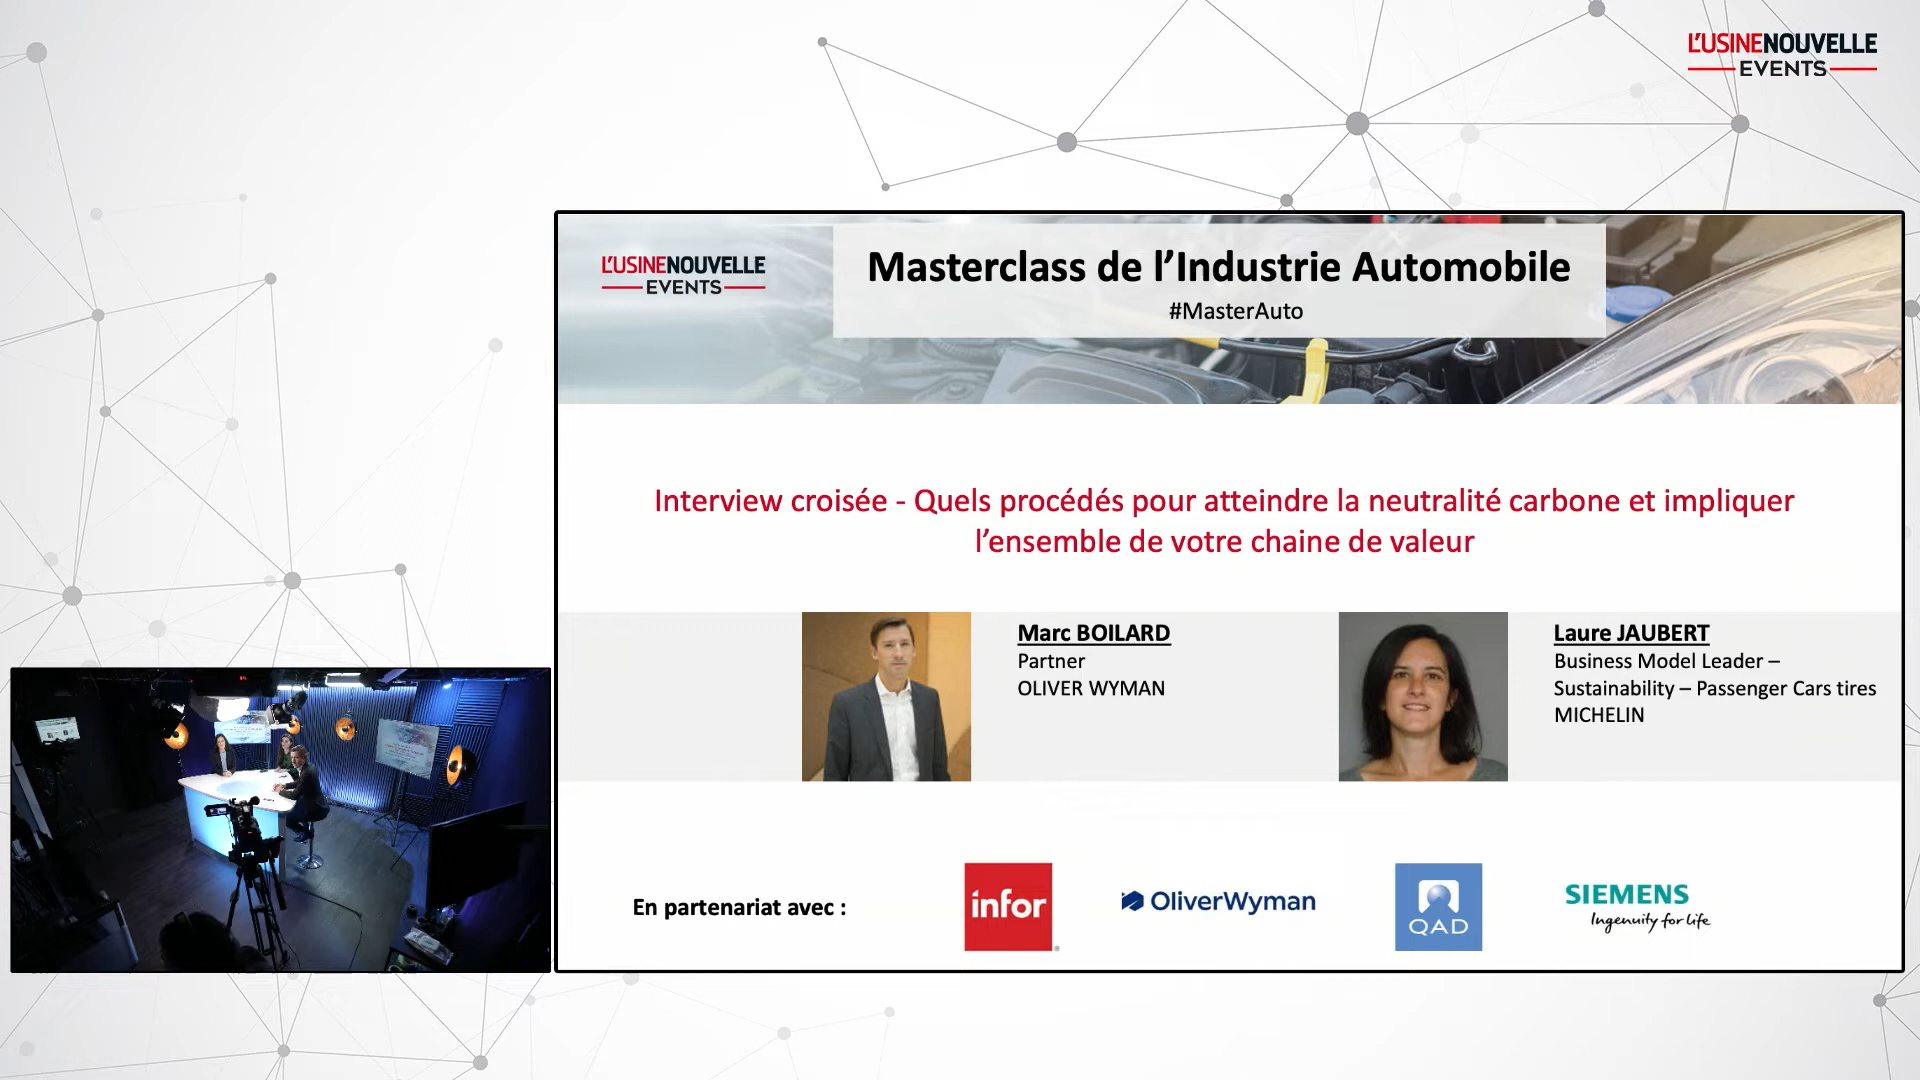 L'USINENOUVELLE
EVENTS
L'USINENOUVELLE
EVENTS
Masterclass de l’Industrie Automobile
#MasterAuto
Interview croisée - Quels procédés pour atteindre la neutralité carbone et impliquer
l’ensemble de votre chaine de valeur
Marc BOILARD
Partner
OLIVER WYMAN
Laure JAUBERT
Business Model Leader –
Sustainability – Passenger Cars tires
MICHELIN
En partenariat avec :
infor
OliverWyman
QAD
SIEMENS
Ingenuity for life